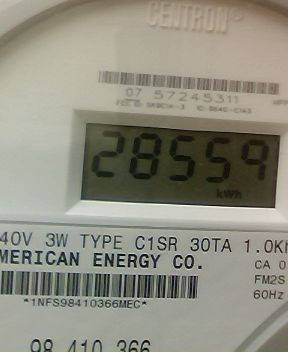 CENTRON®
07 57245311
28559
kWh
40V 3W TYPE C1SR 30TA 1.0Kh
MERICAN ENERGY CO.
CA 0
FM2S
60Hz
*1NFS98410366MEC*
98 410 366